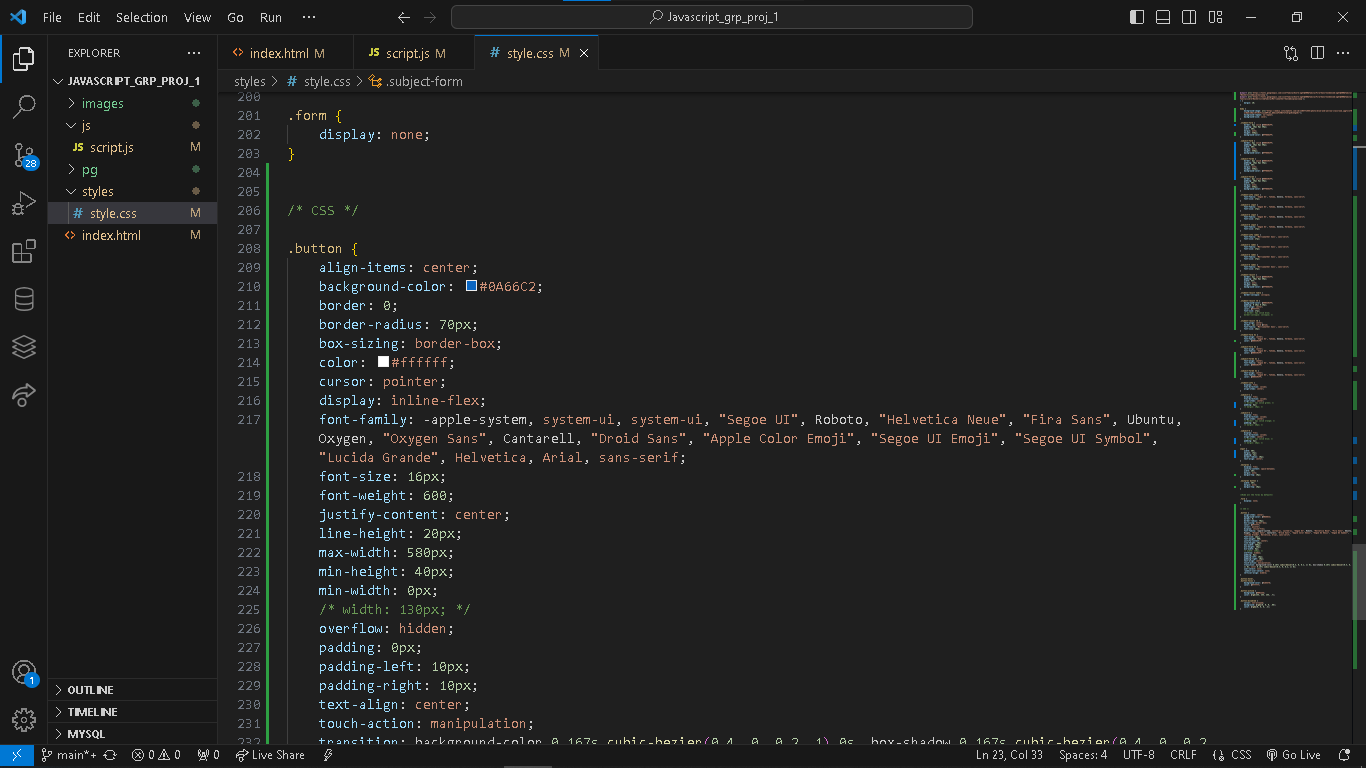 File Edit Selection View Go Run ··· Javascript_grp_proj_1
EXPLORER ···
JAVASCRIPT_GRP_PROJ_1
images
js
JS script.js M
pg
styles
# style.css M
<> index.html M
OUTLINE
TIMELINE
MYSQL
28
1
<> index.html M JS script.js M # style.css M
styles > # style.css > .subject-form
200
201 .form {
202 display: none;
203 }
204
205
206 /* CSS */
207
208 .button {
209 align-items: center;
210 background-color: #0A66C2;
211 border: 0;
212 border-radius: 70px;
213 box-sizing: border-box;
214 color: #ffffff;
215 cursor: pointer;
216 display: inline-flex;
217 font-family: -apple-system, system-ui, system-ui, "Segoe UI", Roboto, "Helvetica Neue", "Fira Sans", Ubuntu,
Oxygen, "Oxygen Sans", Cantarell, "Droid Sans", "Apple Color Emoji", "Segoe UI Emoji", "Segoe UI Symbol",
"Lucida Grande", Helvetica, Arial, sans-serif;
218 font-size: 16px;
219 font-weight: 600;
220 justify-content: center;
221 line-height: 20px;
222 max-width: 580px;
223 min-height: 40px;
224 min-width: 0px;
225 /* width: 130px; */
226 overflow: hidden;
227 padding: 0px;
228 padding-left: 10px;
229 padding-right: 10px;
230 text-align: center;
231 touch-action: manipulation;
232 transition: background-color 0.167s cubic-bezier(0.4, 0, 0.2, 1) 0s, box-shadow 0.167s cubic-bezier(0.4, 0, 0.2,
main*+ 0 0 0 Live Share Ln 23, Col 33 Spaces: 4 UTF-8 CRLF CSS Go Live